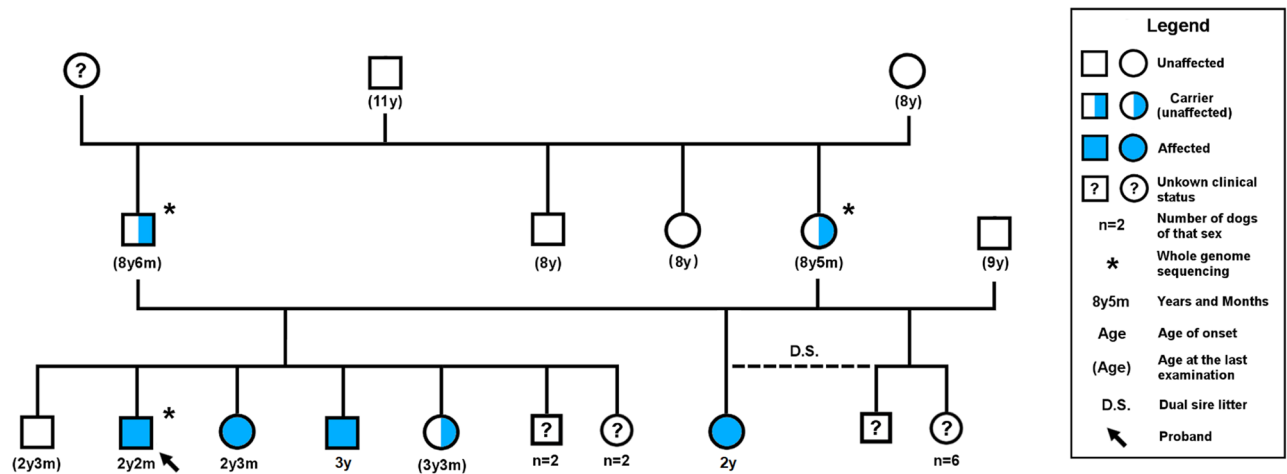 ?
(11y)
(8y)
*
*
(8y6m)
(8y)
(8y)
(8y5m)
(9y)
D.S.
*
?
?
?
?
(2y3m)
2y2m
2y3m
3y
(3y3m)
n=2
n=2
2y
n=6
Legend
Unaffected
Carrier
(unaffected)
Affected
? ? Unkown clinical
status
n=2 Number of dogs
of that sex
* Whole genome
sequencing
8y5m Years and Months
Age Age of onset
(Age) Age at the last
examination
D.S. Dual sire litter
Proband